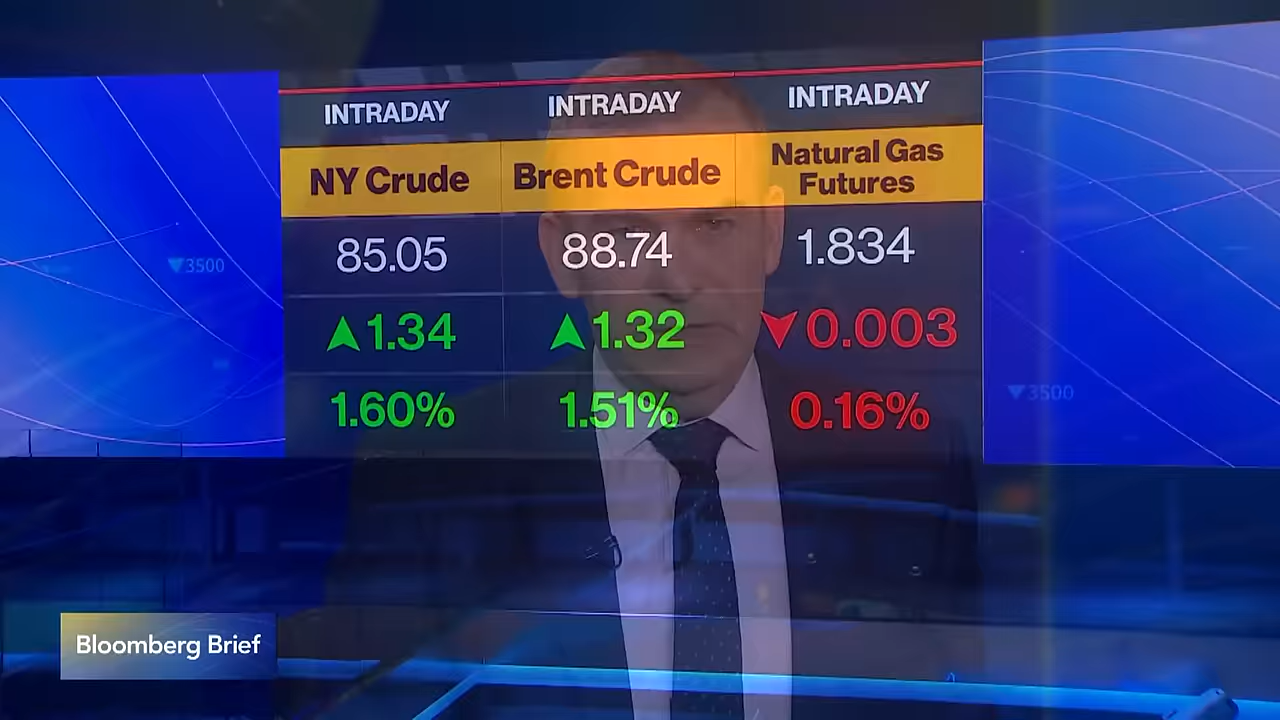 INTRADAY
INTRADAY
INTRADAY
NY Crude
Brent Crude
Natural Gas
Futures
85.05
88.74
1.834
▲1.34
▲1.32
▼0.003
1.60%
1.51%
0.16%
▼3500
▼3500
Bloomberg Brief